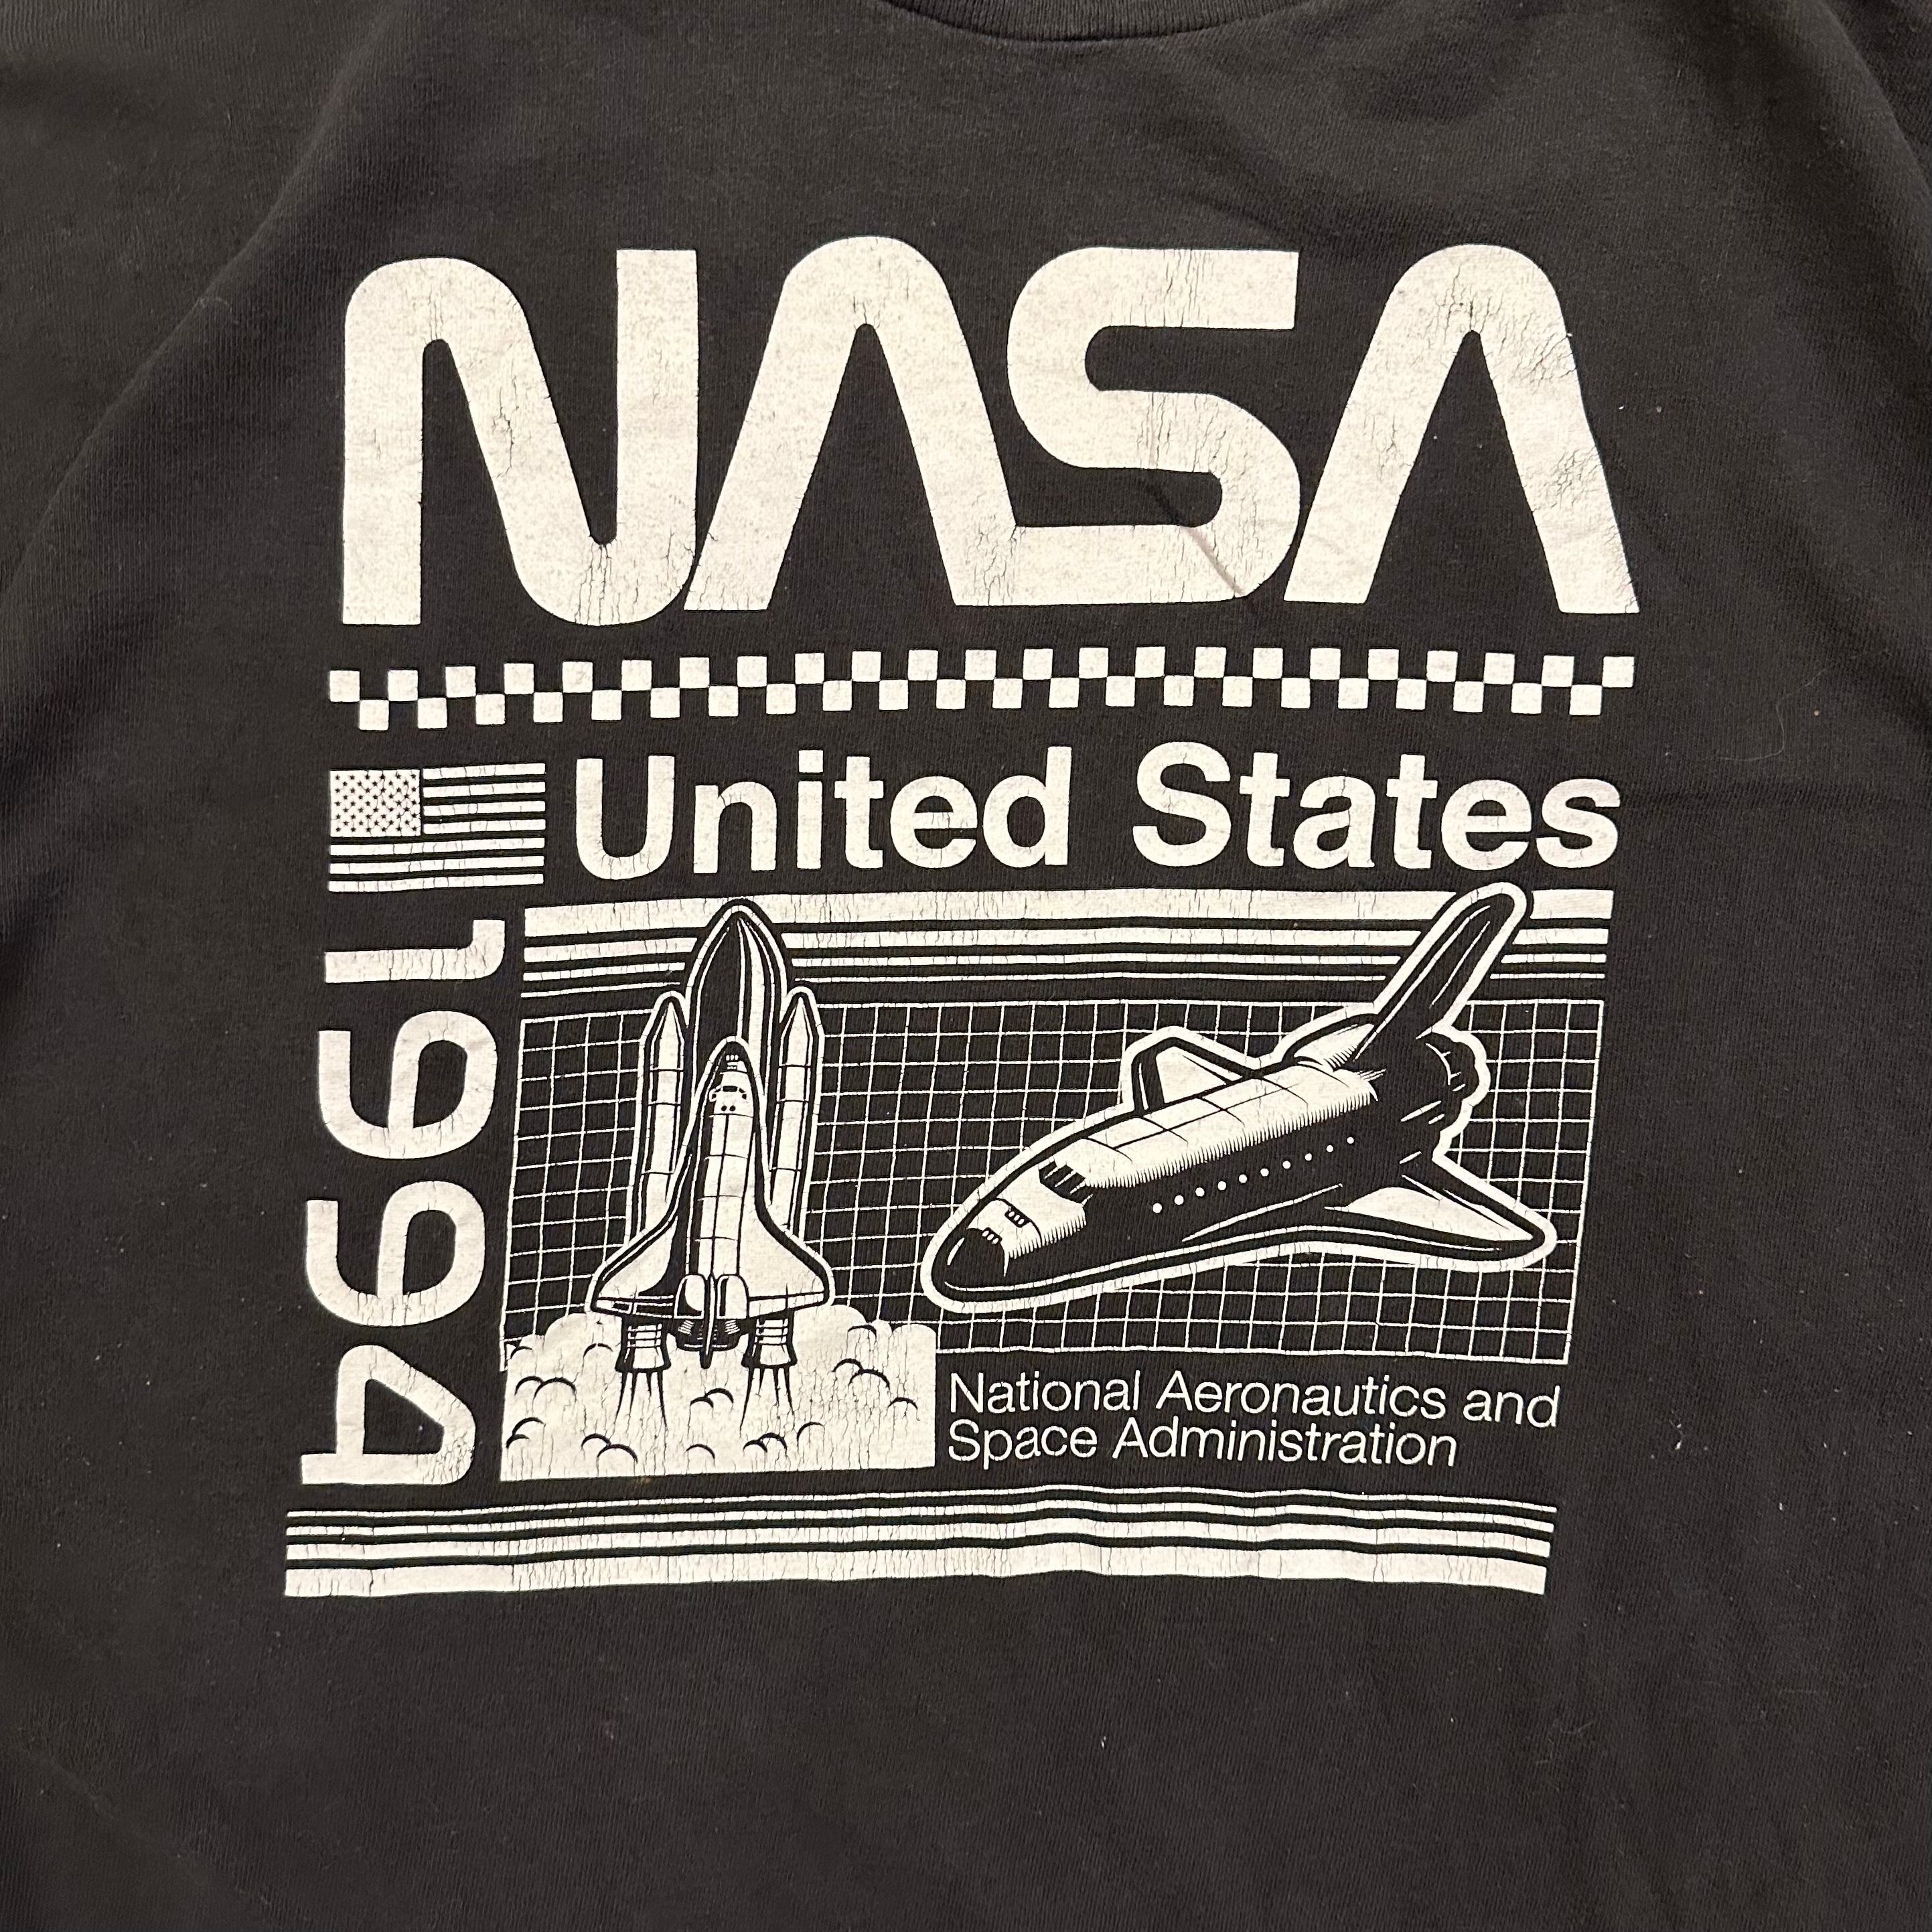 NASA
United States
1994
National Aeronautics and
Space Administration